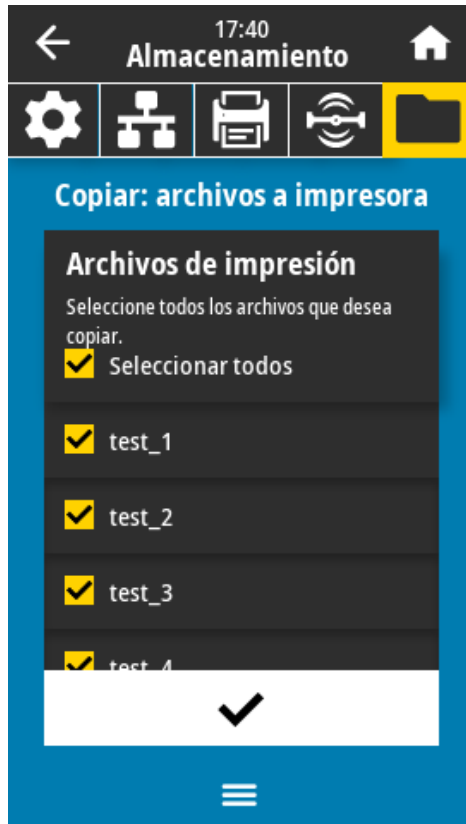 17:40
Almacenamiento
Copiar: archivos a impresora
Archivos de impresión
Seleccione todos los archivos que desea
copiar.
Seleccionar todos
test_1
test_2
test_3
test_4